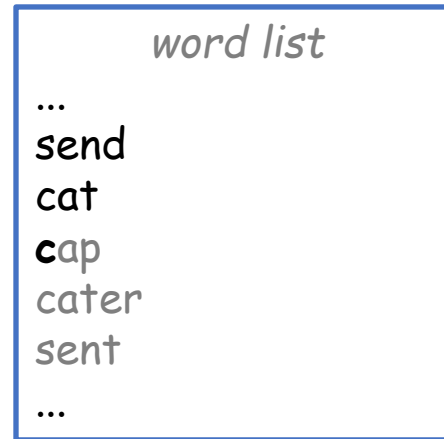 word list
...
send
cat
cap
cater
sent
...